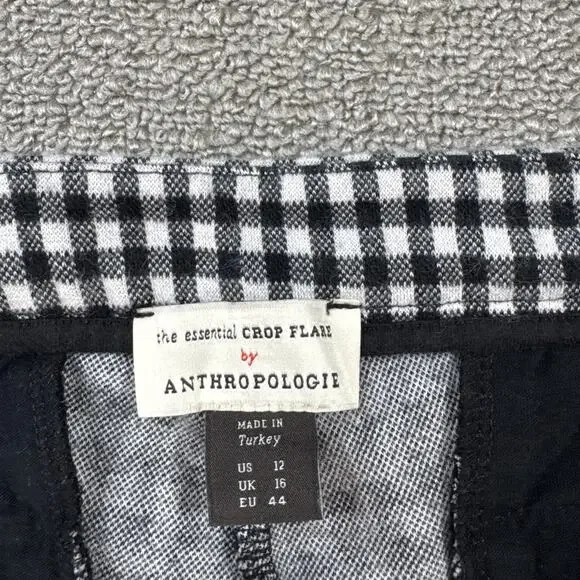 the essential CROP FLARE
by
ANTHROPOLOGIE
MADE IN
Turkey
US 12
UK 16
EU 44